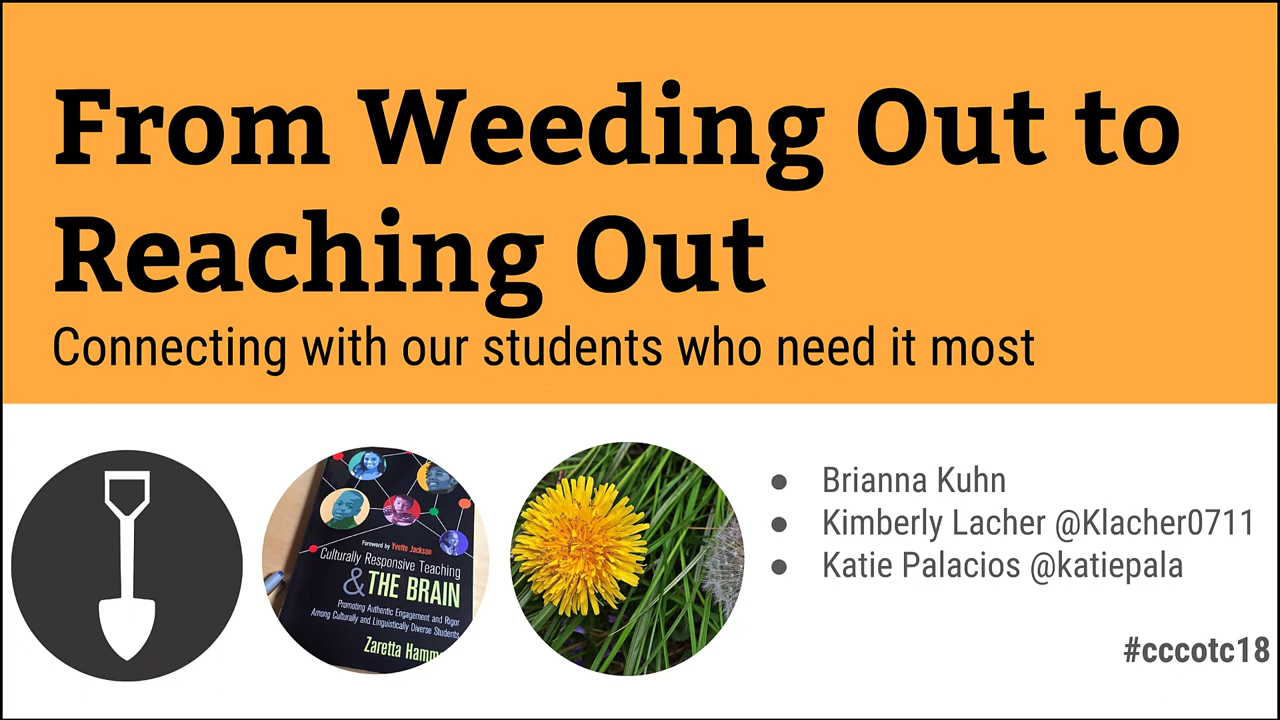 From Weeding Out to
Reaching Out
Connecting with our students who need it most
Foreword by Yvette Jackson
Culturally Responsive Teaching
& THE BRAIN
Promoting Authentic Engagement and Rigor
Among Culturally and Linguistically Diverse Students
Zaretta
● Brianna Kuhn
● Kimberly Lacher @Klacher0711
● Katie Palacios @katiepala
#cccotc18